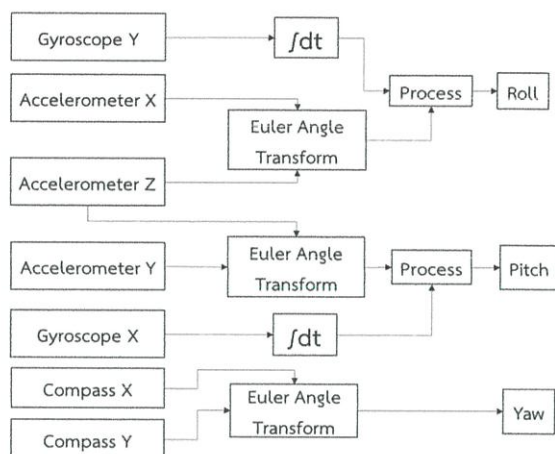 Gyroscope Y
∫dt
Accelerometer X
Process
Roll
Euler Angle
Transform
Accelerometer Z
Euler Angle
Transform
Accelerometer Y
Process
Pitch
Gyroscope X
∫dt
Compass X
Euler Angle
Transform
Yaw
Compass Y